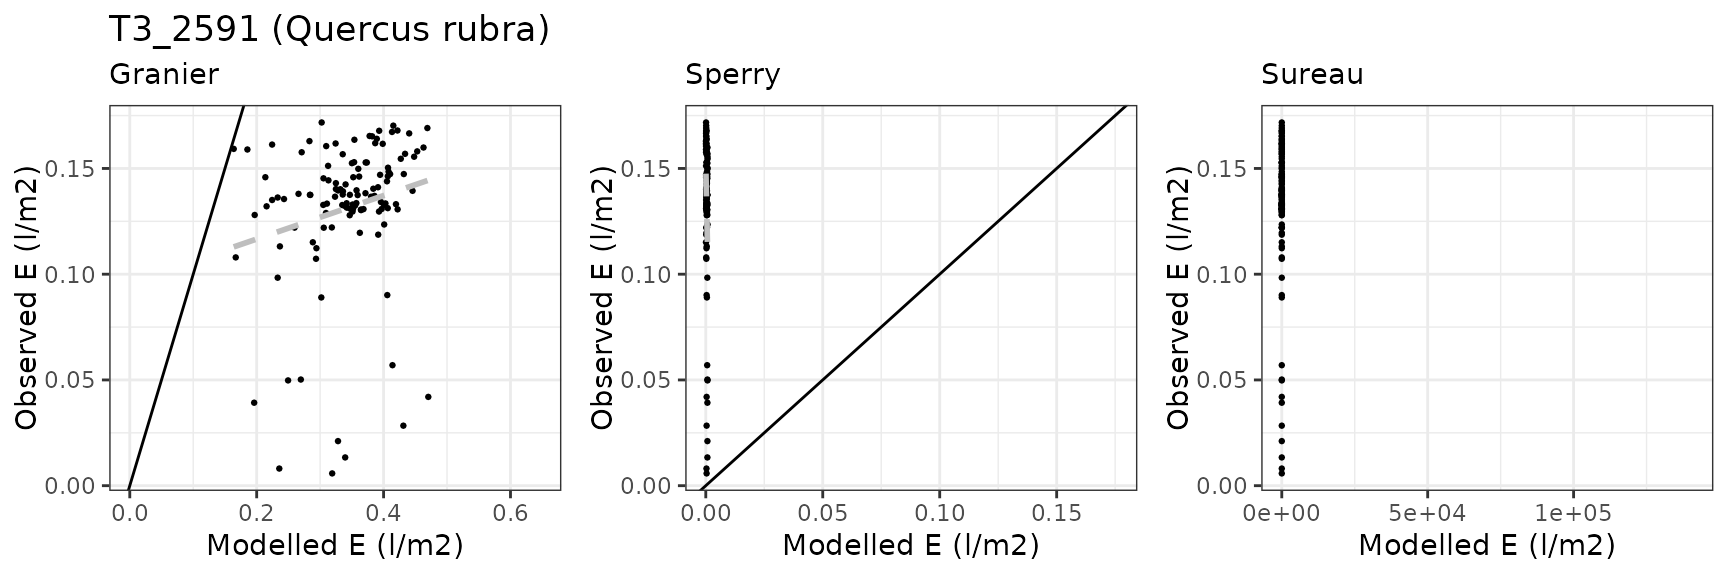 T3_2591 (Quercus rubra)
Granier
Observed E (l/m2)
0.15
0.10
0.05
0.00
0.0 0.2 0.4 0.6
Modelled E (l/m2)
Sperry
Observed E (l/m2)
0.15
0.10
0.05
0.00
0.00 0.05 0.10 0.15
Modelled E (l/m2)
Sureau
Observed E (l/m2)
0.15
0.10
0.05
0.00
0e+00 5e+04 1e+05
Modelled E (l/m2)